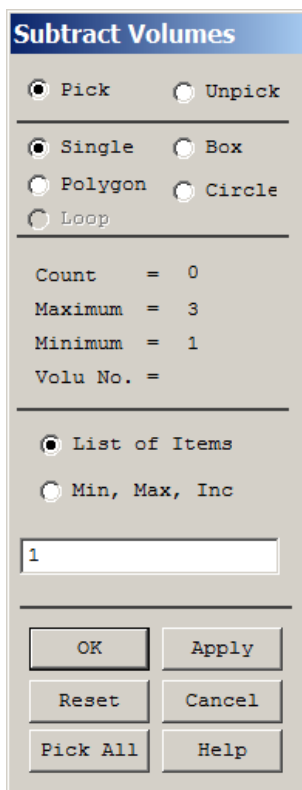 Subtract Volumes
Pick Unpick
Single Box
Polygon Circle
Loop
Count = 0
Maximum = 3
Minimum = 1
Volu No. =
List of Items
Min, Max, Inc
1
OK Apply
Reset Cancel
Pick All Help